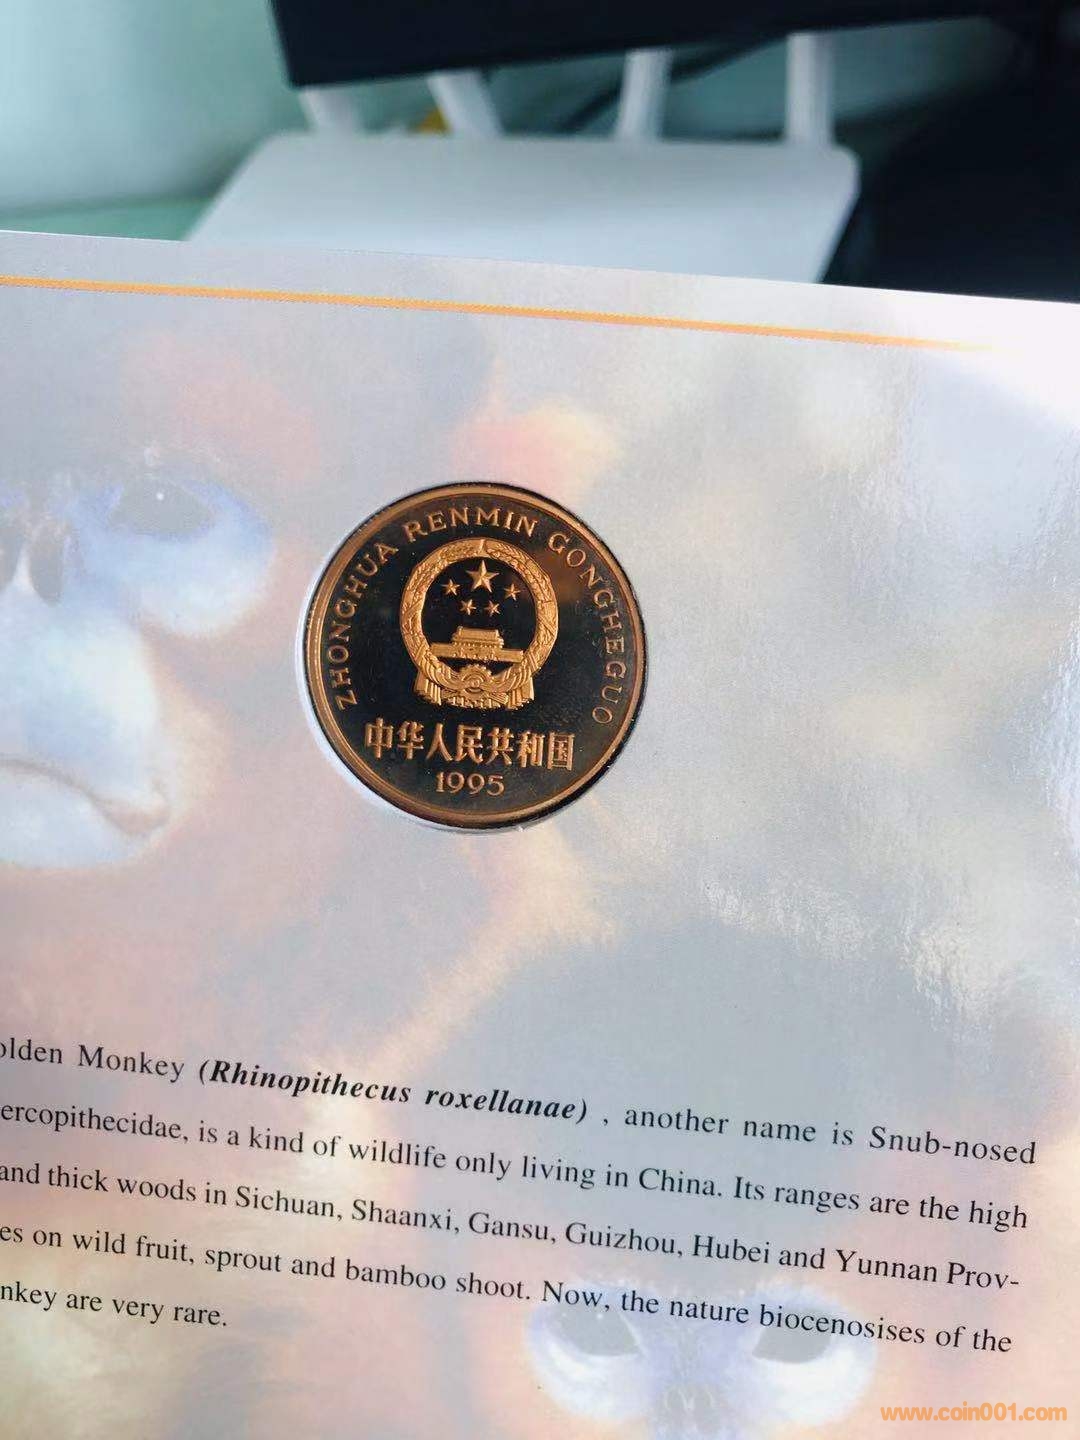 ZHONGHUA RENMIN GONGHEGUO
中华人民共和国
1995
olden Monkey (Rhinopithecus roxellanae) , another name is Snub-nosed
ercopithecidae, is a kind of wildlife only living in China. Its ranges are the high
and thick woods in Sichuan, Shaanxi, Gansu, Guizhou, Hubei and Yunnan Prov-
es on wild fruit, sprout and bamboo shoot. Now, the nature biocenosises of the
nkey are very rare.
www.coin001.com